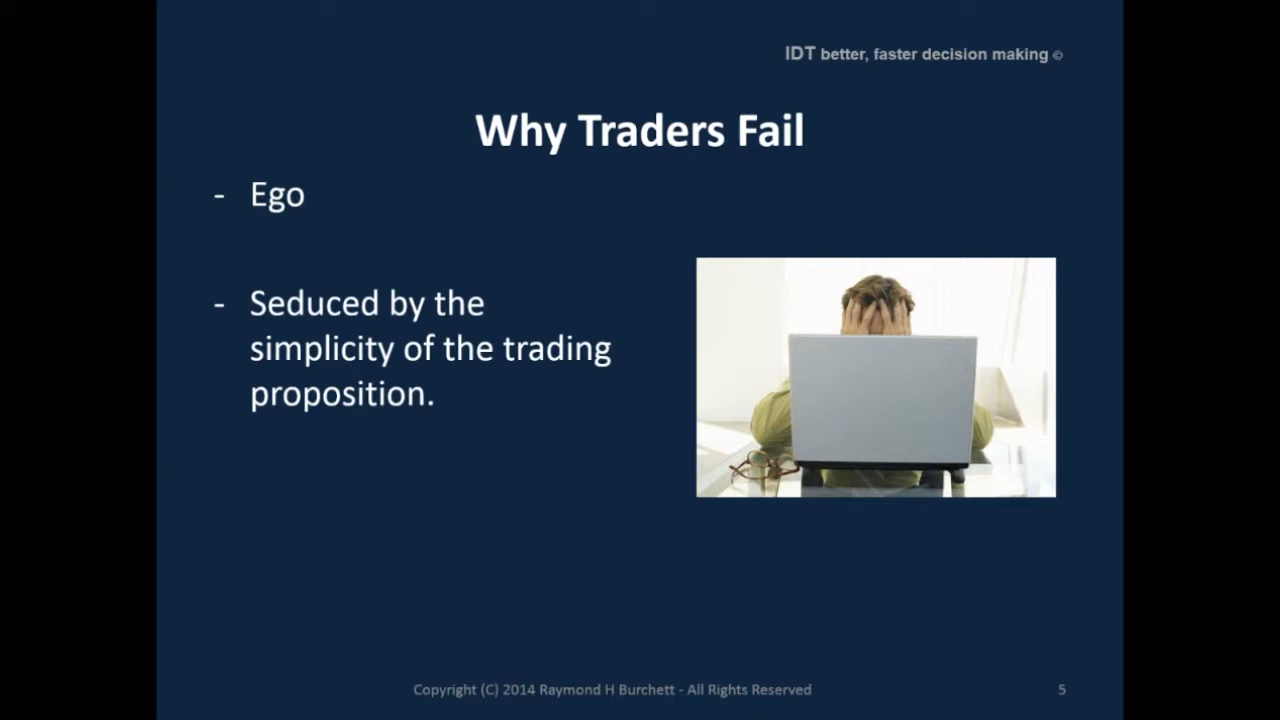 IDT better, faster decision making ©
Why Traders Fail
- Ego
- Seduced by the
simplicity of the trading
proposition.
Copyright (C) 2014 Raymond H Burchett - All Rights Reserved
5